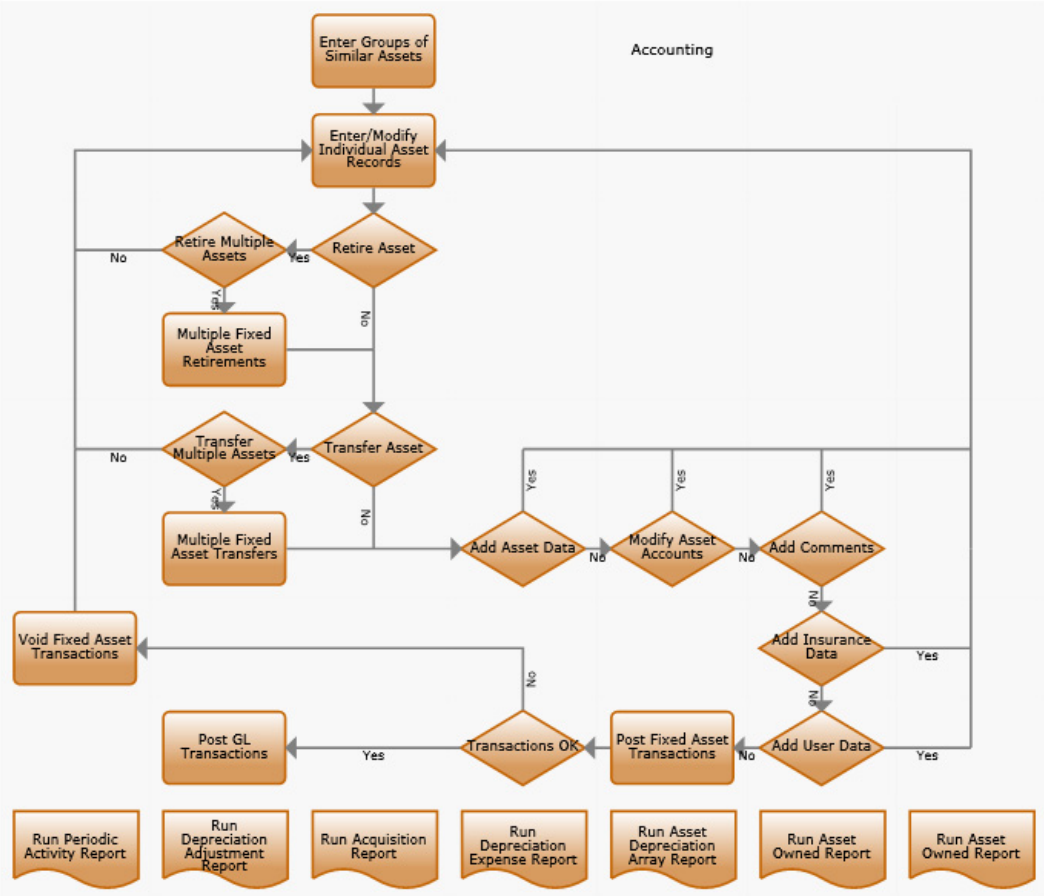 Enter Groups of
Similar Assets
Accounting
Enter/Modify
Individual Asset
Records
Retire Multiple
Assets
Retire Asset
No
Yes
Yes
No
Multiple Fixed
Asset
Retirements
Transfer
Multiple Assets
Transfer Asset
No
Yes
Yes
No
Yes
Yes
Yes
Multiple Fixed
Asset Transfers
Add Asset Data
No
Modify Asset
Accounts
No
Add Comments
No
Void Fixed Asset
Transactions
Add Insurance
Data
Yes
No
No
Post GL
Transactions
Yes
Transactions OK
Post Fixed Asset
Transactions
No
Add User Data
Yes
Run Periodic
Activity Report
Run
Depreciation
Adjustment
Report
Run Acquisition
Report
Run
Depreciation
Expense Report
Run Asset
Depreciation
Array Report
Run Asset
Owned Report
Run Asset
Owned Report